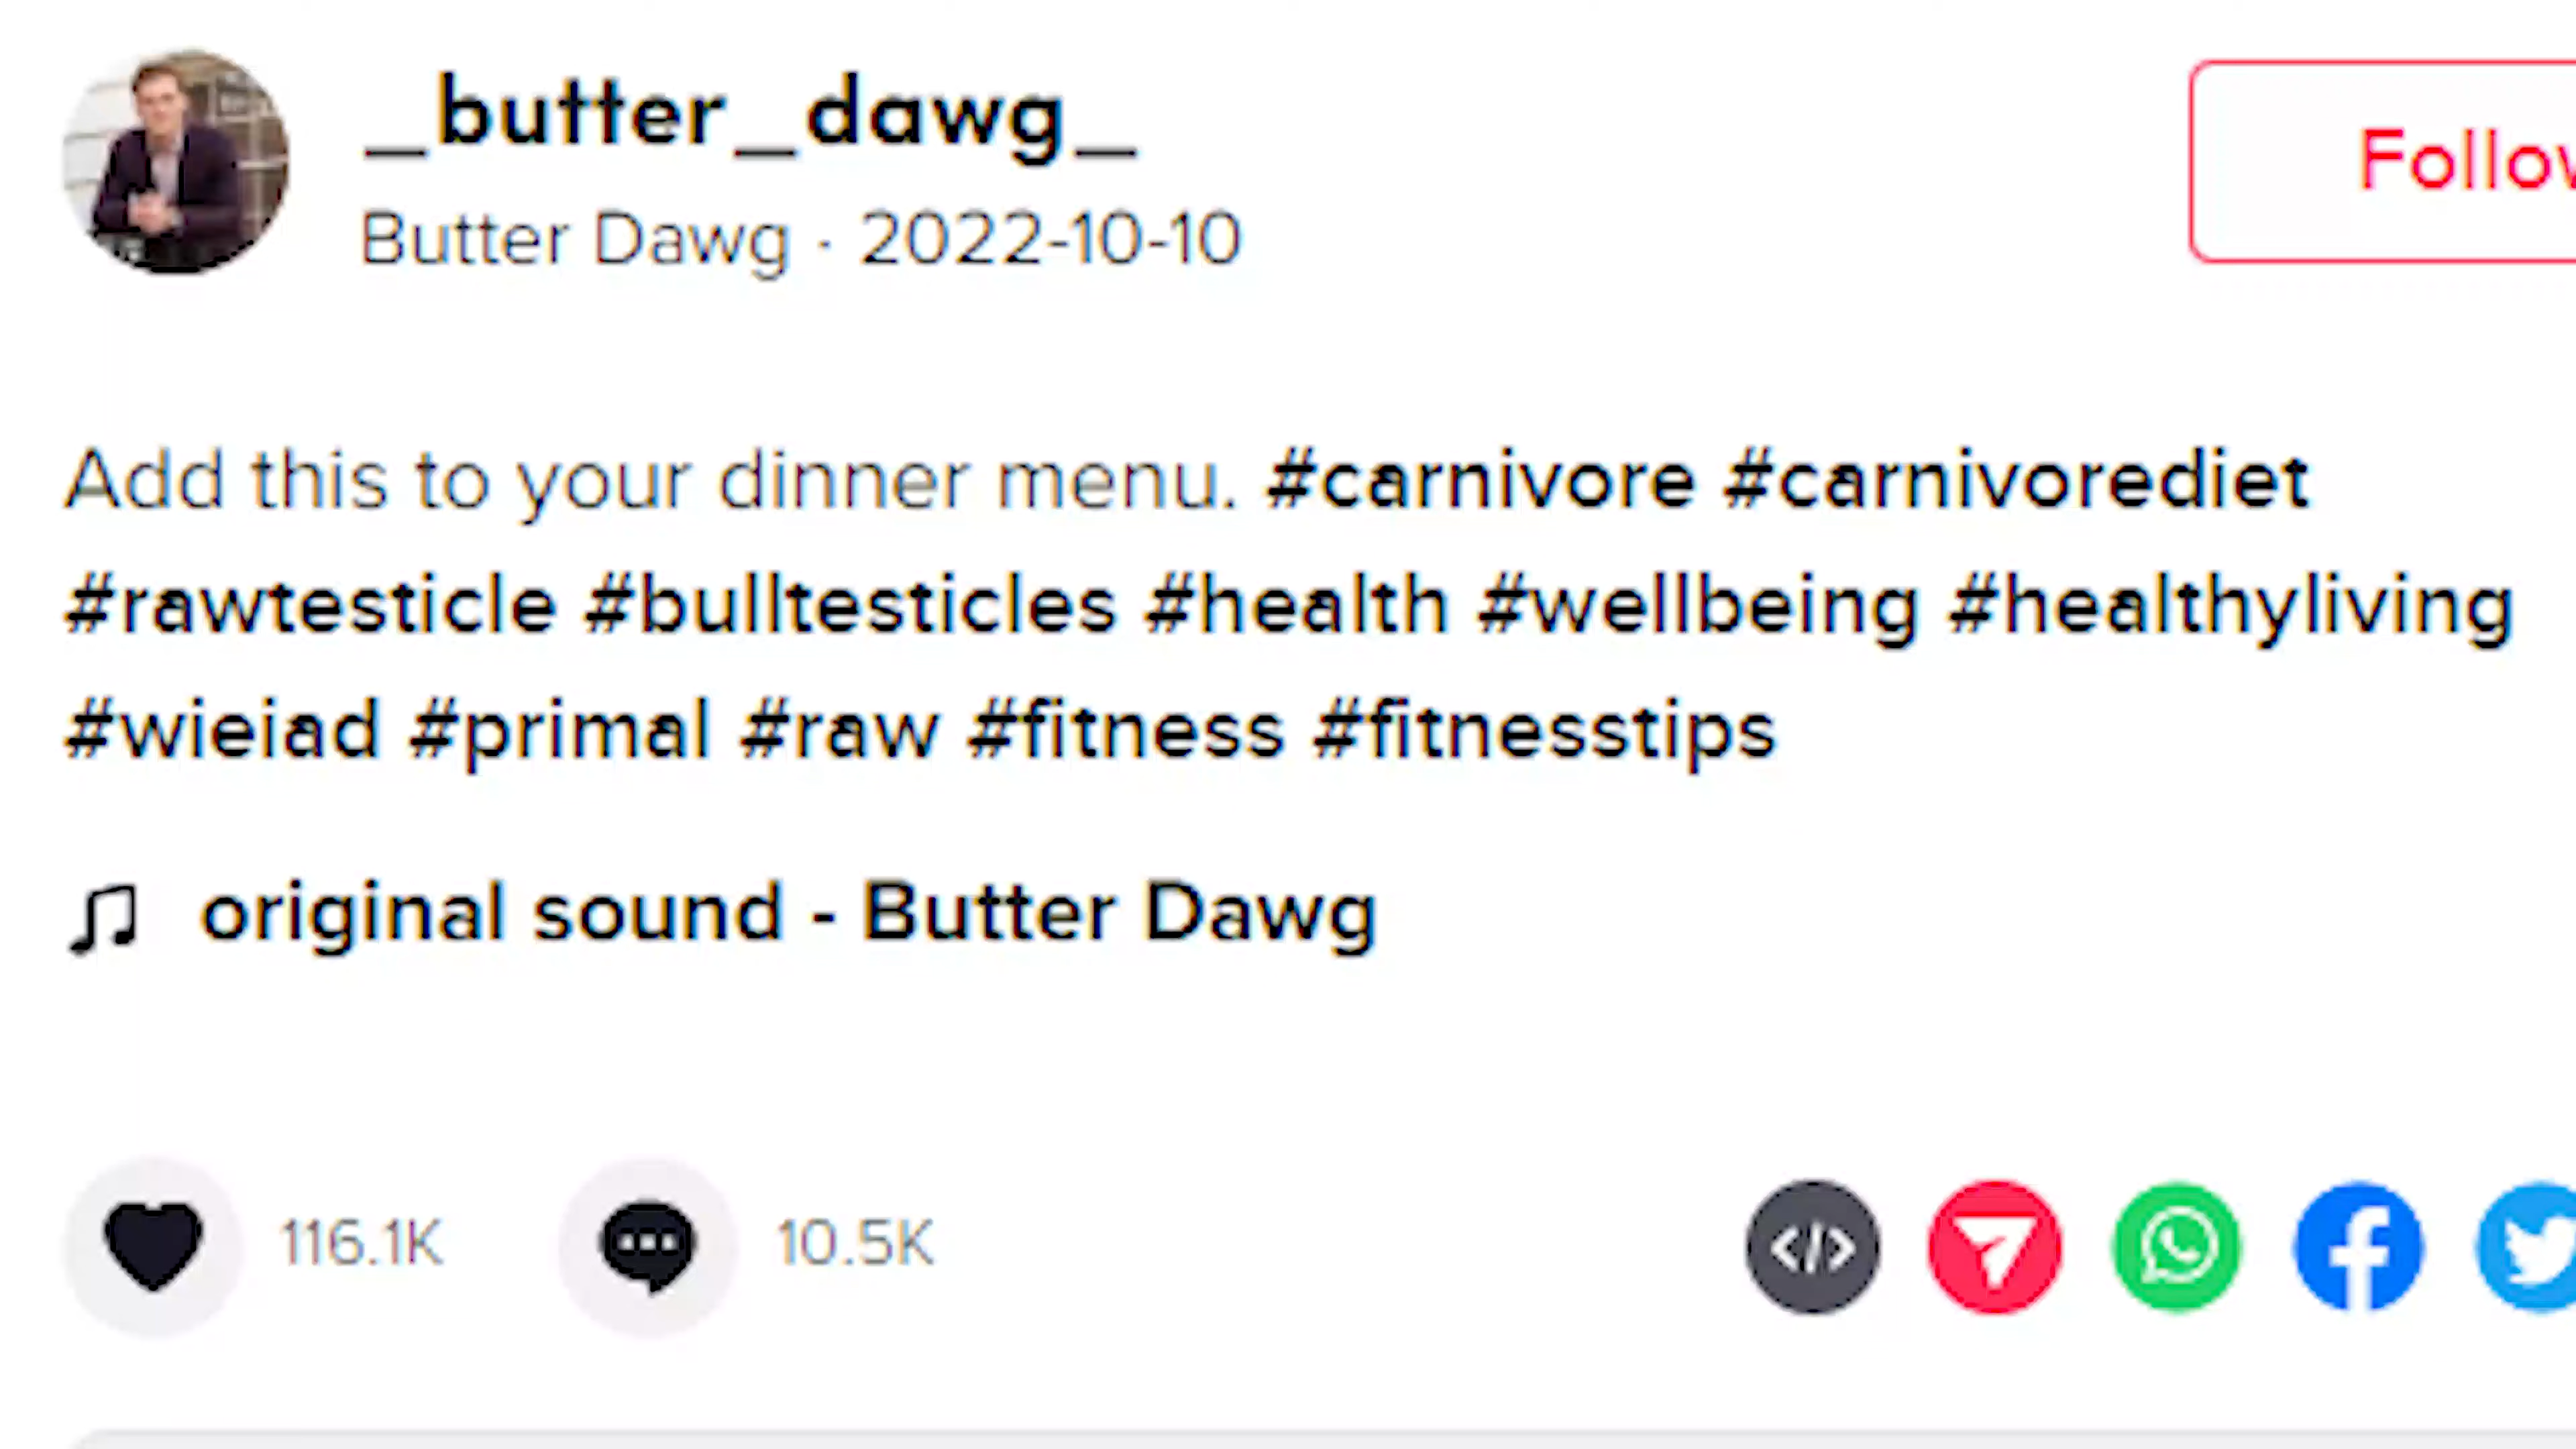 _butter_dawg_
Butter Dawg · 2022-10-10
Follow
Add this to your dinner menu. #carnivore #carnivorediet
#rawtesticle #bulltesticles #health #wellbeing #healthyliving
#wieiad #primal #raw #fitness #fitnesstips
original sound - Butter Dawg
116.1K 10.5K